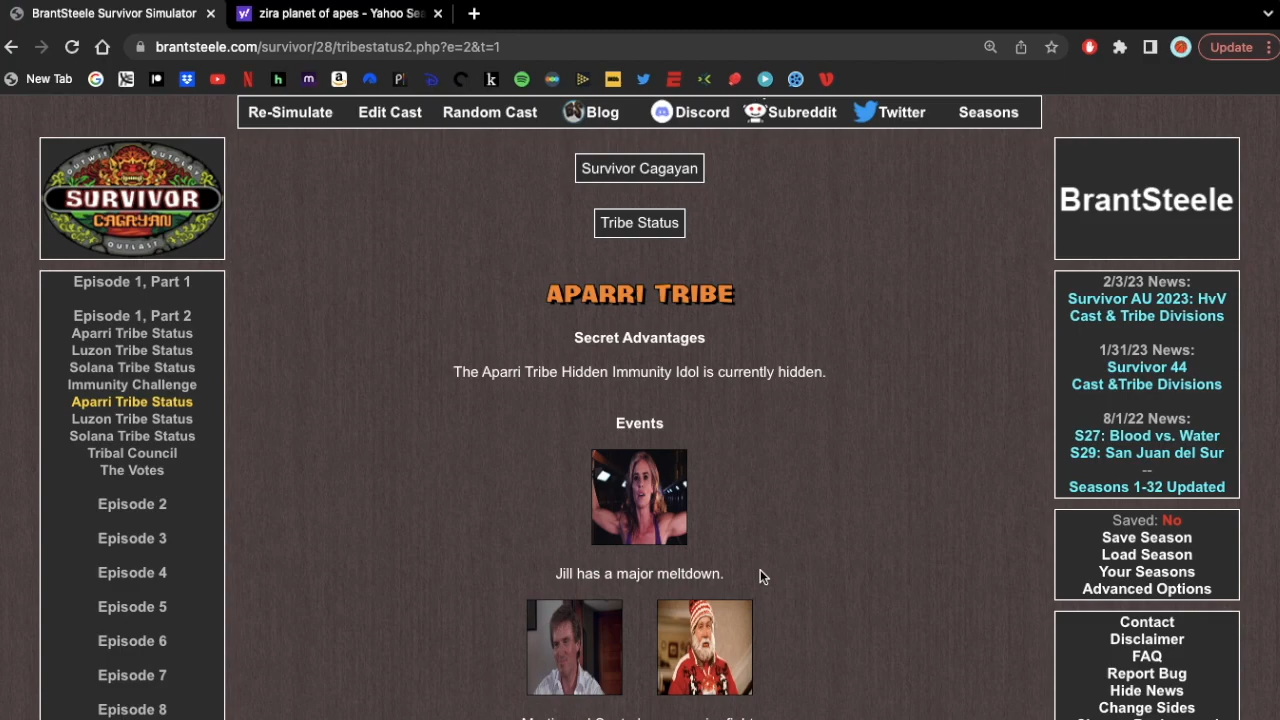 BrantSteele Survivor Simulator
zira planet of apes - Yahoo Sea
brantsteele.com/survivor/28/tribestatus2.php?e=2&t=1
Update
New Tab
Re-Simulate Edit Cast Random Cast Blog Discord Subreddit Twitter Seasons
OUTWIT OUTPLAY
SURVIVOR
CAGAYAN
OUTLAST
Episode 1, Part 1
Episode 1, Part 2
Aparri Tribe Status
Luzon Tribe Status
Solana Tribe Status
Immunity Challenge
Aparri Tribe Status
Luzon Tribe Status
Solana Tribe Status
Tribal Council
The Votes
Episode 2
Episode 3
Episode 4
Episode 5
Episode 6
Episode 7
Episode 8
Survivor Cagayan
Tribe Status
APARRI TRIBE
Secret Advantages
The Aparri Tribe Hidden Immunity Idol is currently hidden.
Events
Jill has a major meltdown.
BrantSteele
2/3/23 News:
Survivor AU 2023: HvV
Cast & Tribe Divisions
1/31/23 News:
Survivor 44
Cast &Tribe Divisions
8/1/22 News:
S27: Blood vs. Water
S29: San Juan del Sur
--
Seasons 1-32 Updated
Saved: No
Save Season
Load Season
Your Seasons
Advanced Options
Contact
Disclaimer
FAQ
Report Bug
Hide News
Change Sides